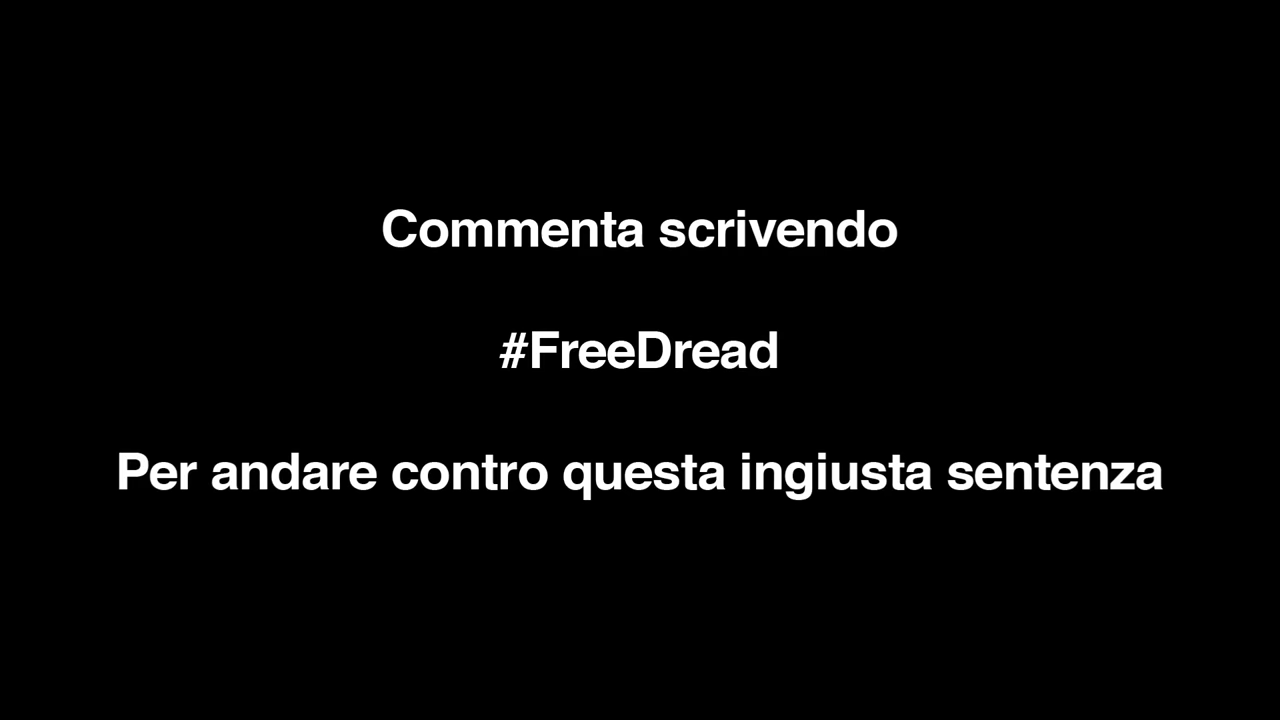 Commenta scrivendo
#FreeDread
Per andare contro questa ingiusta sentenza